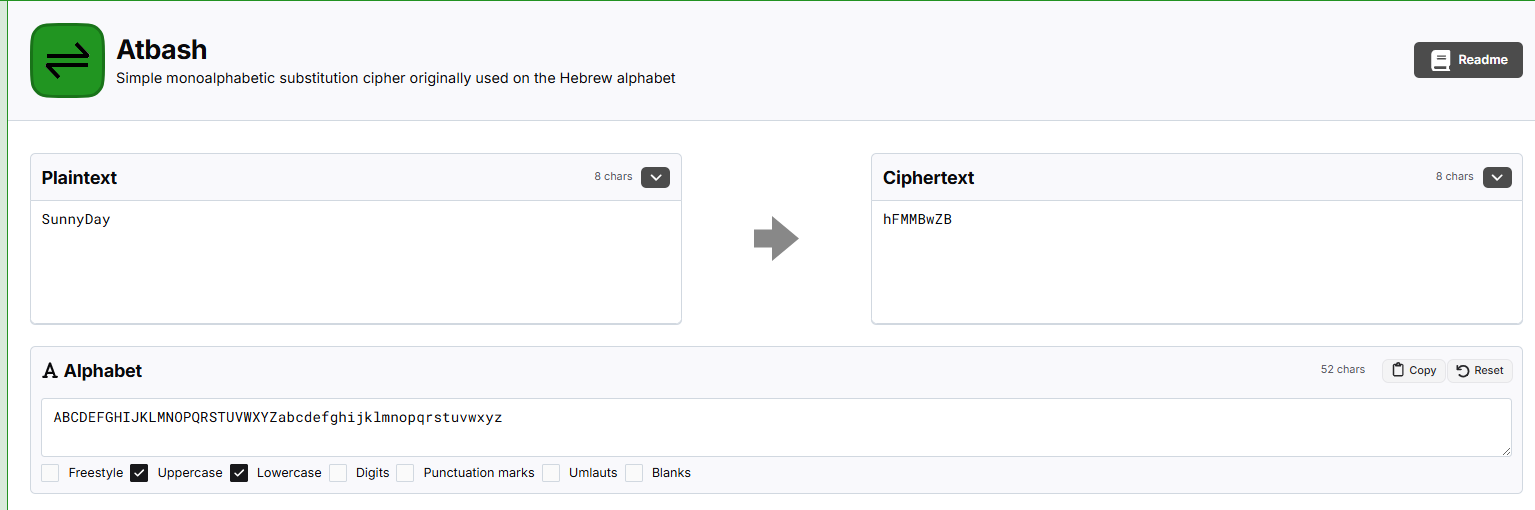 Atbash
Simple monoalphabetic substitution cipher originally used on the Hebrew alphabet
Readme
Plaintext
8 chars
SunnyDay
Ciphertext
8 chars
hFMMBwZB
Alphabet
52 chars
Copy
Reset
ABCDEFGHIJKLMNOPQRSTUVWXYZabcdefghijklmnopqrstuvwxyz
Freestyle Uppercase Lowercase Digits Punctuation marks Umlauts Blanks